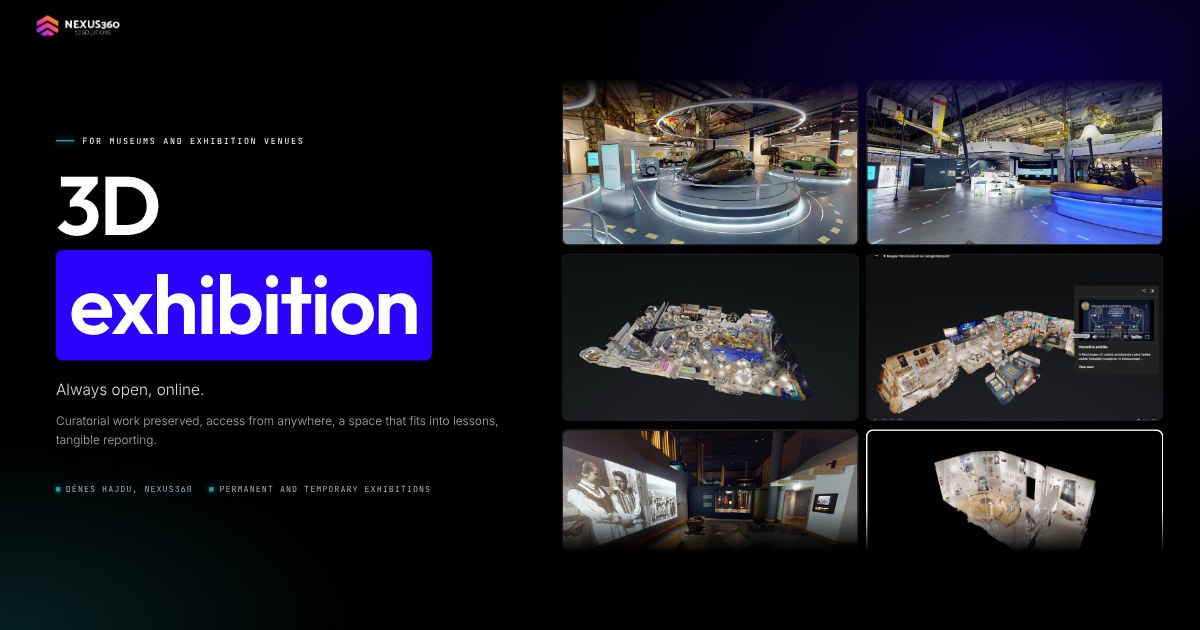 NEXUS360
3D SOLUTIONS
FOR MUSEUMS AND EXHIBITION VENUES
3D
exhibition
Always open, online.
Curatorial work preserved, access from anywhere, a space that fits into lessons,
tangible reporting.
DÉNES HAJDU, NEXUS360
PERMANENT AND TEMPORARY EXHIBITIONS